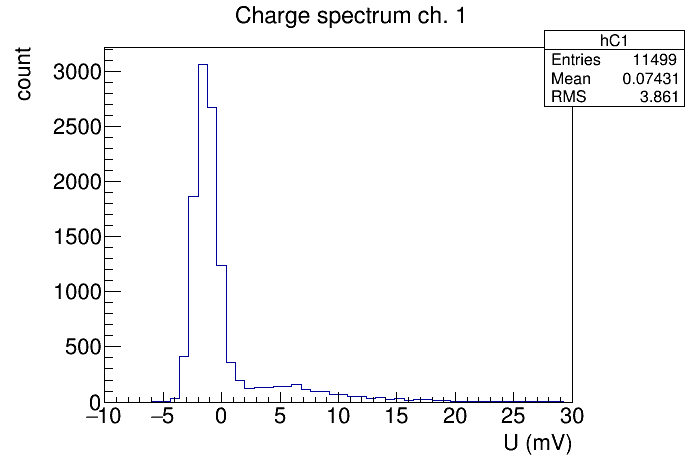 Charge spectrum ch. 1
hC1
Entries 11499
Mean 0.07431
RMS 3.861
count
3000
2500
2000
1500
1000
500
0
−10 −5 0 5 10 15 20 25 30
U (mV)